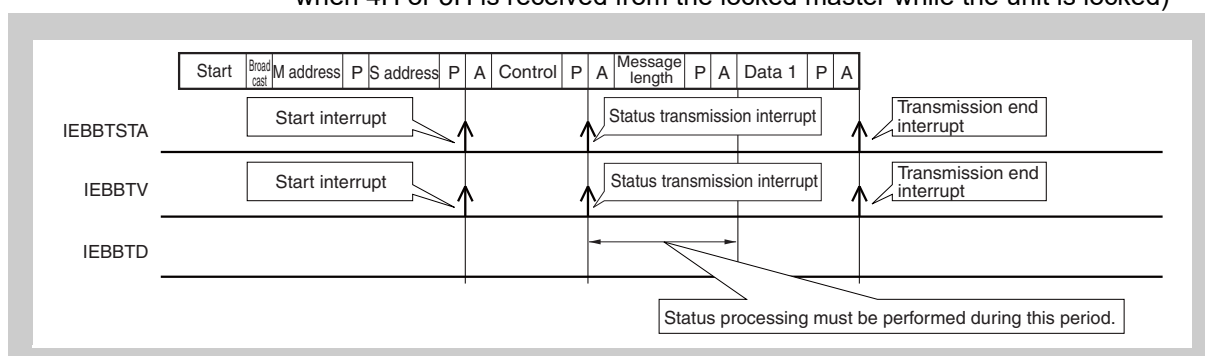 when 4H or 5H is received from the locked master while the unit is locked)
Start Broad cast M address P S address P A Control P A Message length P A Data 1 P A
IEBBTSTA
Start interrupt
Status transmission interrupt
Transmission end interrupt
IEBBTV
Start interrupt
Status transmission interrupt
Transmission end interrupt
IEBBTD
Status processing must be performed during this period.